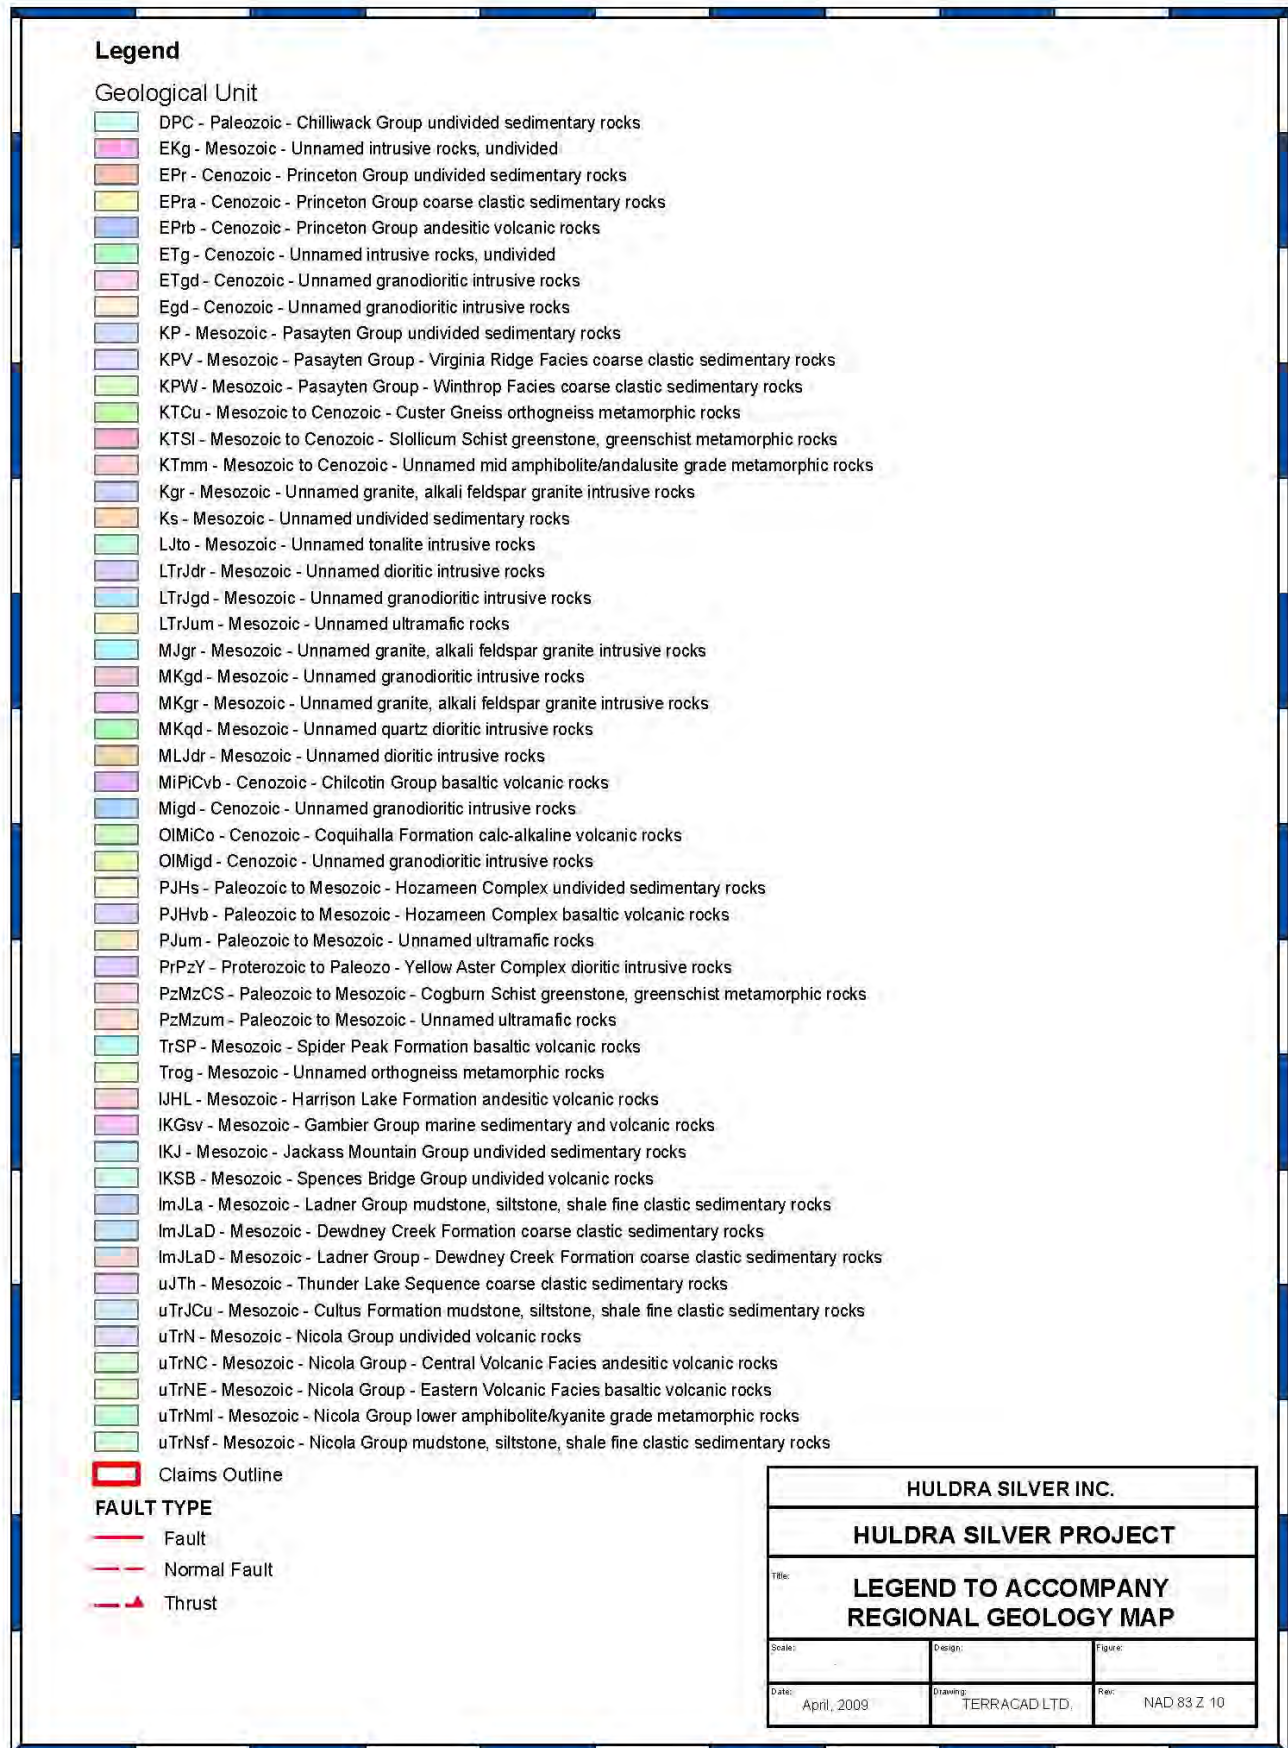 Legend
Geological Unit
DPC - Paleozoic - Chilliwack Group undivided sedimentary rocks
EKg - Mesozoic - Unnamed intrusive rocks, undivided
EPr - Cenozoic - Princeton Group undivided sedimentary rocks
EPra - Cenozoic - Princeton Group coarse clastic sedimentary rocks
EPrb - Cenozoic - Princeton Group andesitic volcanic rocks
ETg - Cenozoic - Unnamed intrusive rocks, undivided
ETgd - Cenozoic - Unnamed granodioritic intrusive rocks
Egd - Cenozoic - Unnamed granodioritic intrusive rocks
KP - Mesozoic - Pasayten Group undivided sedimentary rocks
KPV - Mesozoic - Pasayten Group - Virginia Ridge Facies coarse clastic sedimentary rocks
KPW - Mesozoic - Pasayten Group - Winthrop Facies coarse clastic sedimentary rocks
KTCu - Mesozoic to Cenozoic - Custer Gneiss orthogneiss metamorphic rocks
KTSl - Mesozoic to Cenozoic - Slollicum Schist greenstone, greenschist metamorphic rocks
KTmm - Mesozoic to Cenozoic - Unnamed mid amphibolite/andalusite grade metamorphic rocks
Kgr - Mesozoic - Unnamed granite, alkali feldspar granite intrusive rocks
Ks - Mesozoic - Unnamed undivided sedimentary rocks
LJto - Mesozoic - Unnamed tonalite intrusive rocks
LTrJdr - Mesozoic - Unnamed dioritic intrusive rocks
LTrJgd - Mesozoic - Unnamed granodioritic intrusive rocks
LTrJum - Mesozoic - Unnamed ultramafic rocks
MJgr - Mesozoic - Unnamed granite, alkali feldspar granite intrusive rocks
MKgd - Mesozoic - Unnamed granodioritic intrusive rocks
MKgr - Mesozoic - Unnamed granite, alkali feldspar granite intrusive rocks
MKqd - Mesozoic - Unnamed quartz dioritic intrusive rocks
MLJdr - Mesozoic - Unnamed dioritic intrusive rocks
MiPiCvb - Cenozoic - Chilcotin Group basaltic volcanic rocks
Migd - Cenozoic - Unnamed granodioritic intrusive rocks
OlMiCo - Cenozoic - Coquihalla Formation calc-alkaline volcanic rocks
OlMigd - Cenozoic - Unnamed granodioritic intrusive rocks
PJHs - Paleozoic to Mesozoic - Hozameen Complex undivided sedimentary rocks
PJHvb - Paleozoic to Mesozoic - Hozameen Complex basaltic volcanic rocks
PJum - Paleozoic to Mesozoic - Unnamed ultramafic rocks
PrPzY - Proterozoic to Paleozo - Yellow Aster Complex dioritic intrusive rocks
PzMzCS - Paleozoic to Mesozoic - Cogburn Schist greenstone, greenschist metamorphic rocks
PzMzum - Paleozoic to Mesozoic - Unnamed ultramafic rocks
TrSP - Mesozoic - Spider Peak Formation basaltic volcanic rocks
Trog - Mesozoic - Unnamed orthogneiss metamorphic rocks
lJHL - Mesozoic - Harrison Lake Formation andesitic volcanic rocks
lKGsv - Mesozoic - Gambier Group marine sedimentary and volcanic rocks
lKJ - Mesozoic - Jackass Mountain Group undivided sedimentary rocks
lKSB - Mesozoic - Spences Bridge Group undivided volcanic rocks
lmJLa - Mesozoic - Ladner Group mudstone, siltstone, shale fine clastic sedimentary rocks
lmJLaD - Mesozoic - Dewdney Creek Formation coarse clastic sedimentary rocks
lmJLaD - Mesozoic - Ladner Group - Dewdney Creek Formation coarse clastic sedimentary rocks
uJTh - Mesozoic - Thunder Lake Sequence coarse clastic sedimentary rocks
uTrJCu - Mesozoic - Cultus Formation mudstone, siltstone, shale fine clastic sedimentary rocks
uTrN - Mesozoic - Nicola Group undivided volcanic rocks
uTrNC - Mesozoic - Nicola Group - Central Volcanic Facies andesitic volcanic rocks
uTrNE - Mesozoic - Nicola Group - Eastern Volcanic Facies basaltic volcanic rocks
uTrNml - Mesozoic - Nicola Group lower amphibolite/kyanite grade metamorphic rocks
uTrNsf - Mesozoic - Nicola Group mudstone, siltstone, shale fine clastic sedimentary rocks
Claims Outline
FAULT TYPE
Fault
Normal Fault
Thrust
HULDRA SILVER INC.
HULDRA SILVER PROJECT
Title:
LEGEND TO ACCOMPANY
REGIONAL GEOLOGY MAP
Scale:
Design:
Figure:
Date: April, 2009
Drawing: TERRACAD LTD.
Rev: NAD 83 Z 10